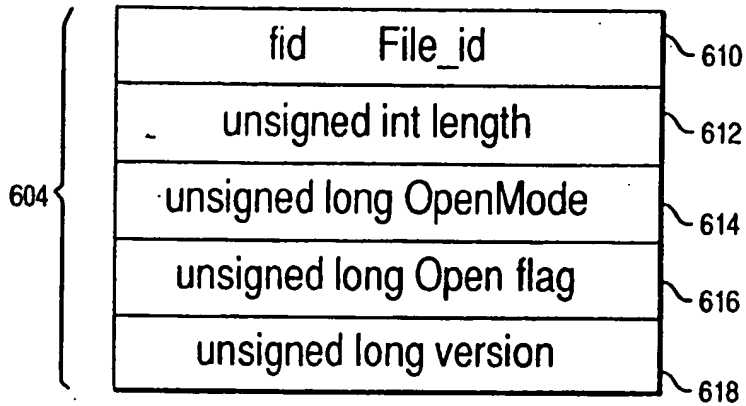 fid File_id
610
unsigned int length
612
604
unsigned long OpenMode
614
unsigned long Open flag
616
unsigned long version
618